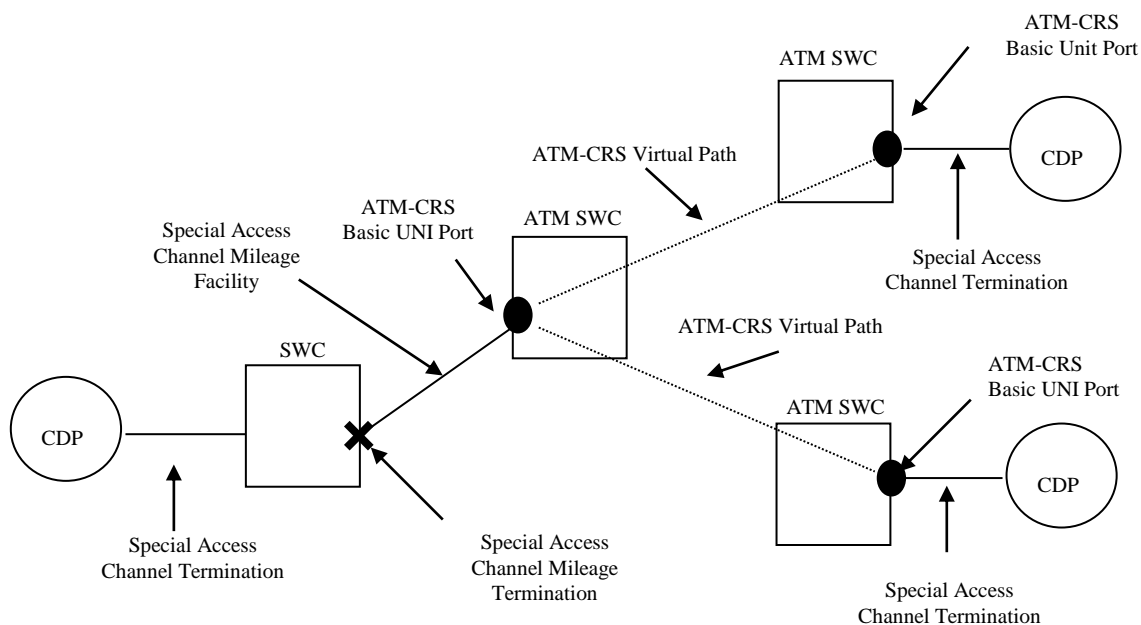 ATM-CRS
Basic Unit Port
ATM SWC
CDP
ATM-CRS Virtual Path
ATM-CRS
Basic UNI Port
ATM SWC
Special Access
Channel Mileage
Facility
Special Access
Channel Termination
ATM-CRS Virtual Path
SWC
ATM-CRS
Basic UNI Port
ATM SWC
CDP
CDP
Special Access
Channel Termination
Special Access
Channel Mileage
Termination
Special Access
Channel Termination